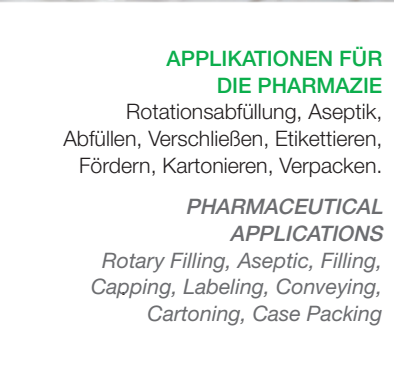 APPLIKATIONEN FÜR
DIE PHARMAZIE
Rotationsabfüllung, Aseptik,
Abfüllen, Verschließen, Etikettieren,
Fördern, Kartonieren, Verpacken.
PHARMACEUTICAL
APPLICATIONS
Rotary Filling, Aseptic, Filling,
Capping, Labeling, Conveying,
Cartoning, Case Packing